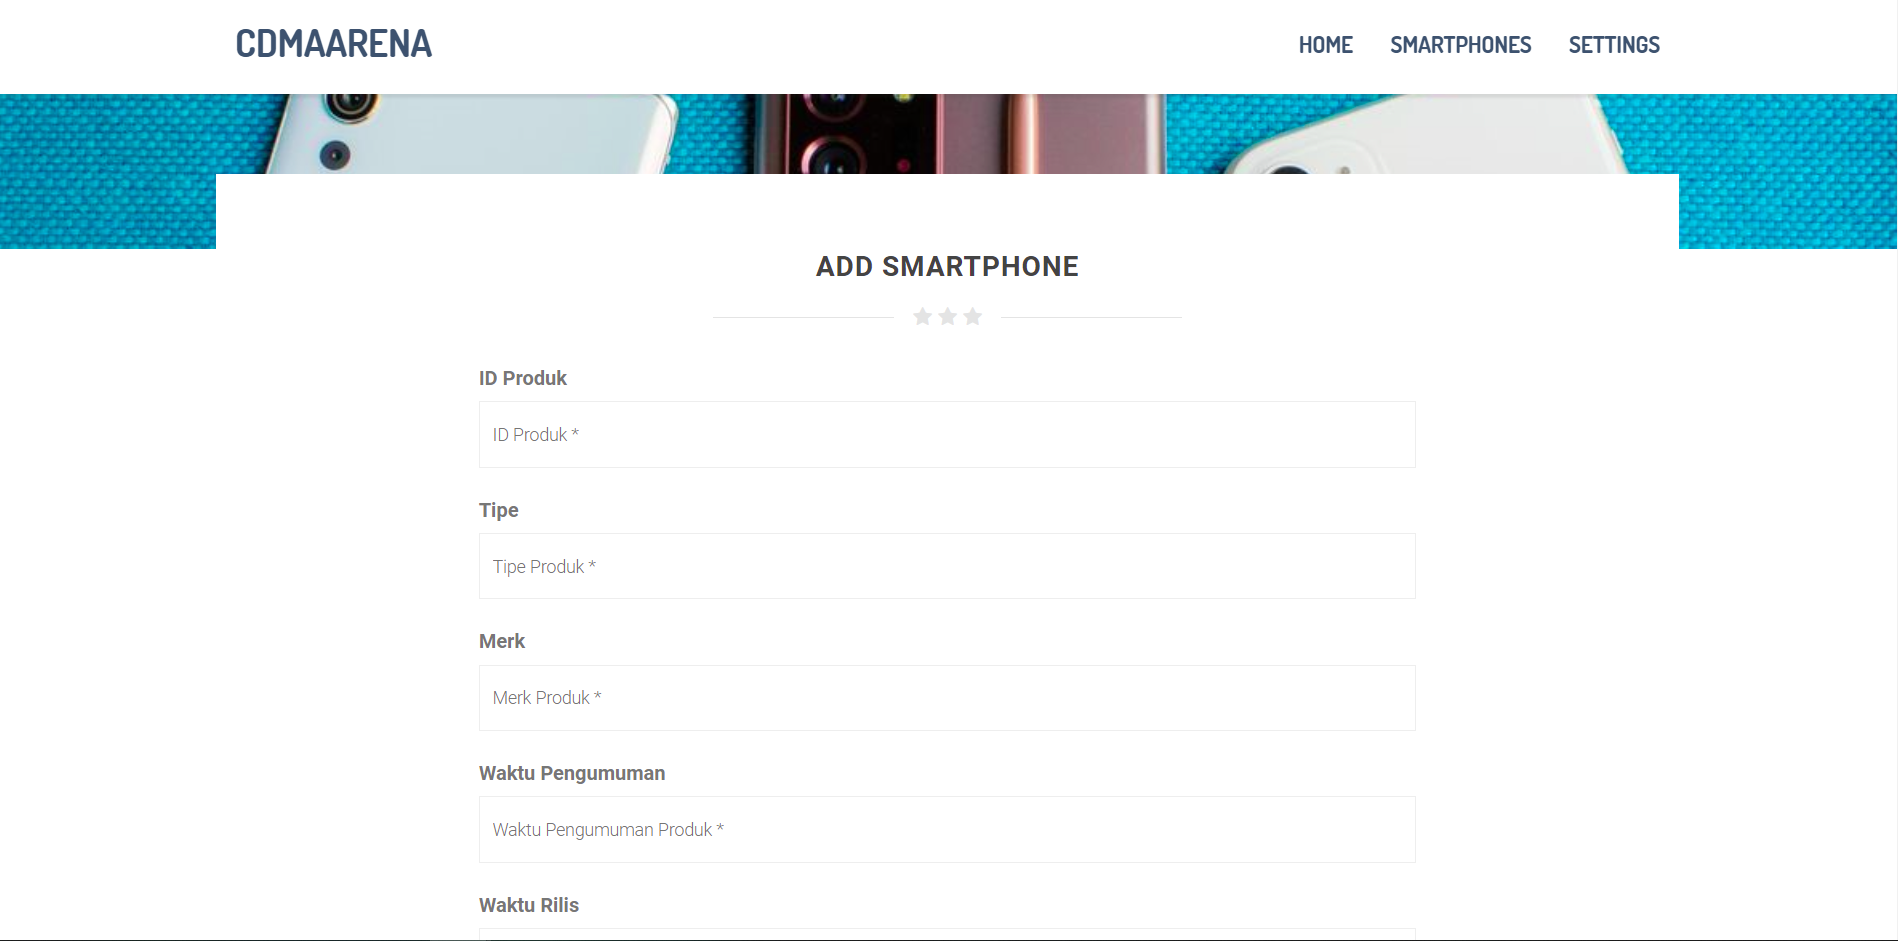 CDMAARENA
HOME SMARTPHONES SETTINGS
ADD SMARTPHONE
ID Produk
ID Produk *
Tipe
Tipe Produk *
Merk
Merk Produk *
Waktu Pengumuman
Waktu Pengumuman Produk *
Waktu Rilis